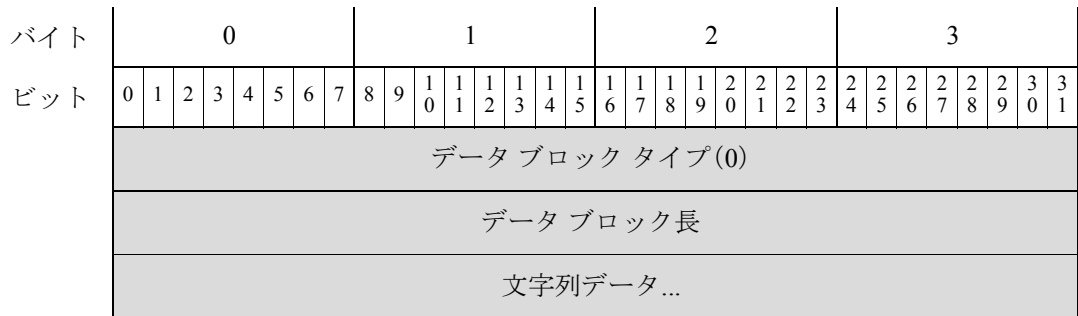 バイト 0 1 2 3
ビット 0 1 2 3 4 5 6 7 8 9 10 11 12 13 14 15 16 17 18 19 20 21 22 23 24 25 26 27 28 29 30 31
データ ブロック タイプ(0)
データ ブロック長
文字列データ...